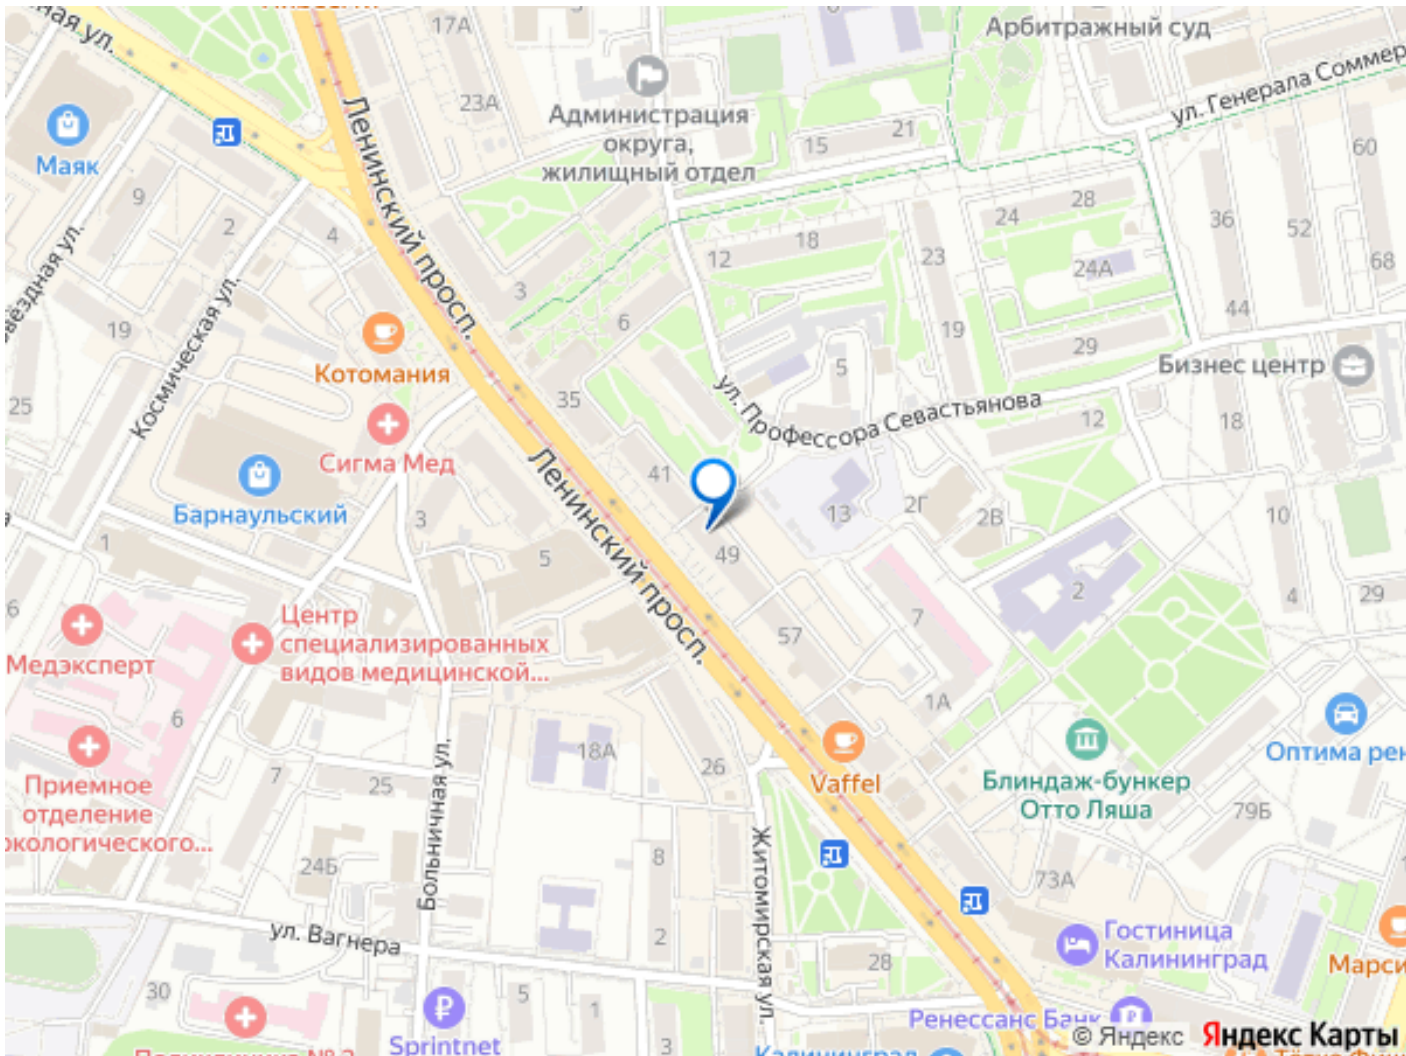 17А
Арбитражный суд
ная ул.
ул. Генерала Соммер
23А
Администрация
округа,
жилищный отдел
15
21
60
Маяк
Ленинский просп.
9
2
4
3
6
12
18
23
24
28
24А
36
52
68
44
19
Космическая ул.
Котомания
25
35
5
19
29
Бизнес центр
ул. Профессора Севастьянова
12
18
Сигма Мед
41
Барнаульский
Ленинский просп.
3
13
2Г
2В
10
1
5
49
2
4
29
6
Центр
специализированных
видов медицинской...
Медэксперт
57
7
1А
6
Приемное
отделение
окологического...
7
25
Больничная ул.
18А
26
Vaffel
Блиндаж-бункер
Отто Ляша
Оптима рен
79Б
24Б
8
Житомирская ул.
73А
ул. Вагнера
2
28
Гостиница
Калининград
Марси
30
5
1
3
Sprintnet
Ренессанс Банк
© Яндекс
Яндекс Карты
Калининград